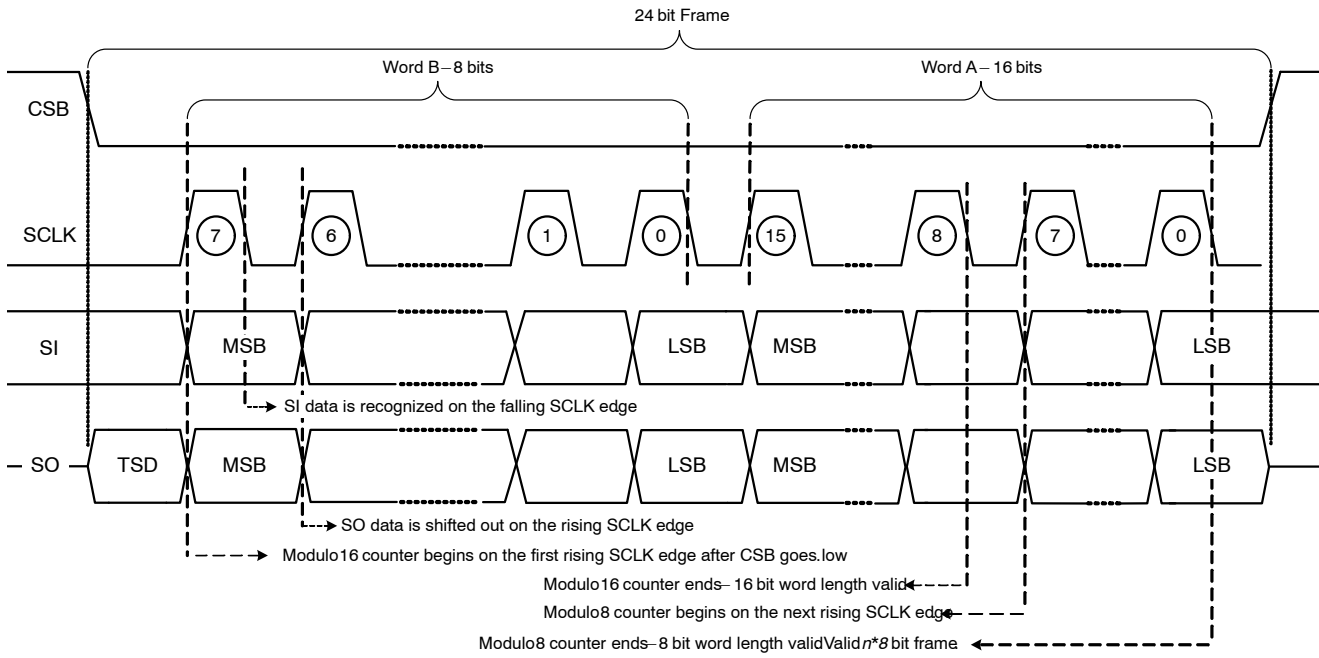 24 bit Frame
Word B–8 bits
Word A–16 bits
CSB
SCLK
7
6
1
0
15
8
7
0
SI
MSB
LSB
MSB
LSB
SI data is recognized on the falling SCLK edge
SO
TSD
MSB
LSB
MSB
LSB
SO data is shifted out on the rising SCLK edge
Modulo16 counter begins on the first rising SCLK edge after CSB goes.low
Modulo16 counter ends–16 bit word length valid
Modulo8 counter begins on the next rising SCLK edge
Modulo8 counter ends–8 bit word length validValid n*8 bit frame.